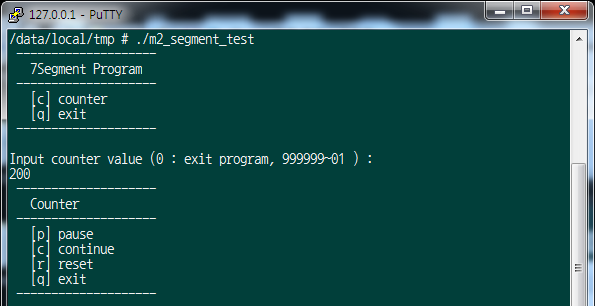 127.0.0.1 - PuTTY
/data/local/tmp # ./m2_segment_test
--------------------
7Segment Program
--------------------
[c] counter
[q] exit
--------------------
Input counter value (0 : exit program, 999999~01 ) :
200
--------------------
Counter
--------------------
[p] pause
[c] continue
[r] reset
[q] exit
--------------------